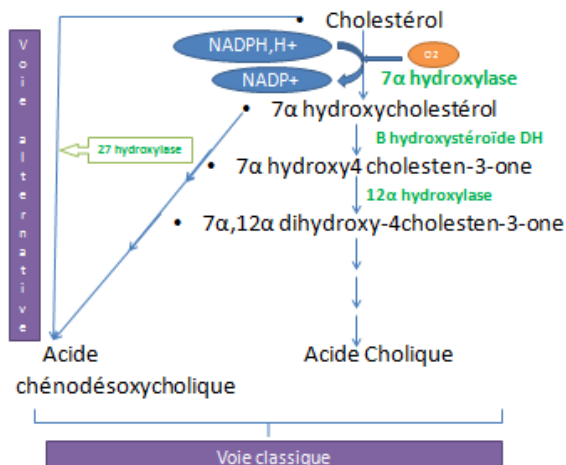 • Cholestérol
NADPH,H+
O2
NADP+
7α hydroxylase
• 7α hydroxycholestérol
B hydroxystéroïde DH
27 hydroxylase
• 7α hydroxy4 cholesten-3-one
12α hydroxylase
• 7α,12α dihydroxy-4cholesten-3-one
Voie alternative
Acide
chénodésoxycholique
Acide Cholique
Voie classique